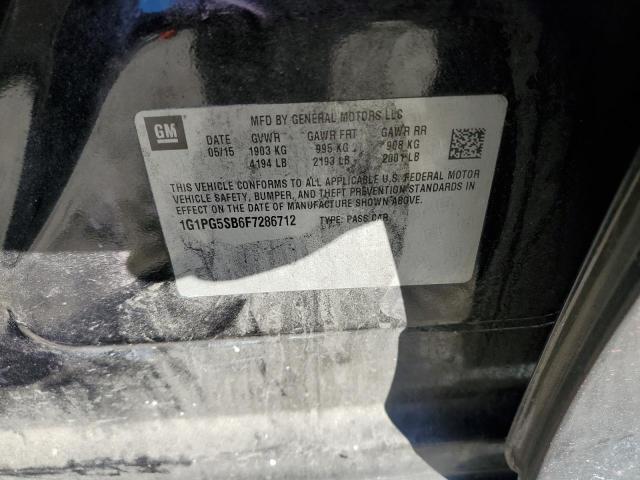 MFD BY GENERAL MOTORS LLC
GM
DATE GVWR GAWR FRT GAWR RR
05/15 1903 KG 995 KG 908 KG
4194 LB 2193 LB 2001 LB
THIS VEHICLE CONFORMS TO ALL APPLICABLE U.S. FEDERAL MOTOR
VEHICLE SAFETY, BUMPER, AND THEFT PREVENTION STANDARDS IN
EFFECT ON THE DATE OF MANUFACTURE SHOWN ABOVE.
1G1PG5SB6F7286712 TYPE: PASS CAR